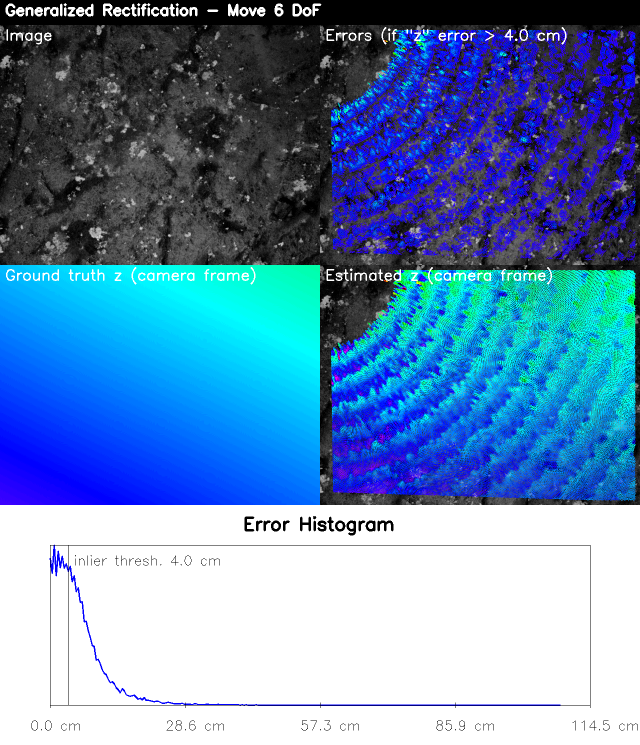 Generalized Rectification - Move 6 DoF
Image
Errors (if "z" error > 4.0 cm)
Ground truth z (camera frame)
Estimated z (camera frame)
Error Histogram
inlier thresh. 4.0 cm
0.0 cm 28.6 cm 57.3 cm 85.9 cm 114.5 cm